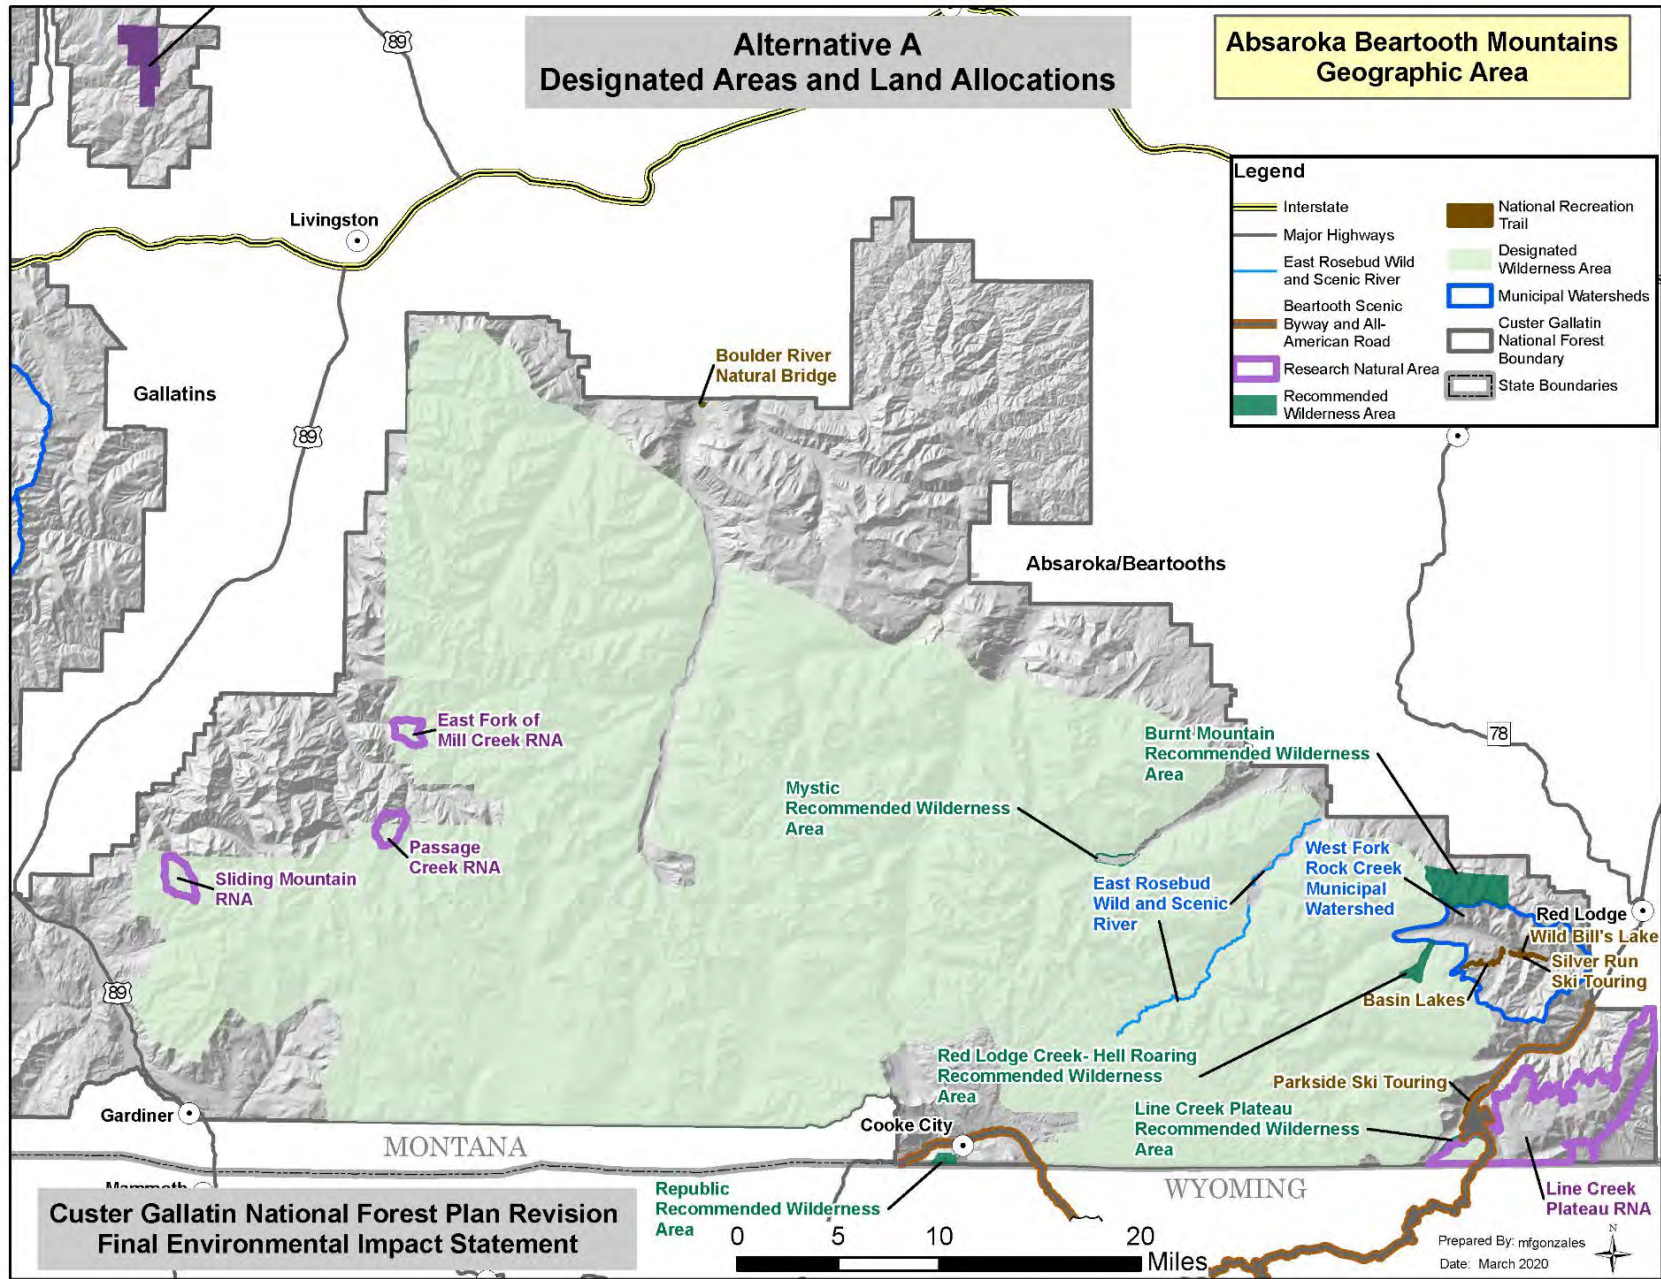 Alternative A
Designated Areas and Land Allocations
Absaroka Beartooth Mountains
Geographic Area
Legend
Interstate
Major Highways
East Rosebud Wild
and Scenic River
Beartooth Scenic
Byway and All-
American Road
Research Natural Area
Recommended
Wilderness Area
National Recreation
Trail
Designated
Wilderness Area
Municipal Watersheds
Custer Gallatin
National Forest
Boundary
State Boundaries
89
Livingston
Gallatins
89
Boulder River
Natural Bridge
Absaroka/Beartooths
78
East Fork of
Mill Creek RNA
Passage
Creek RNA
Sliding Mountain
RNA
Burnt Mountain
Recommended Wilderness
Area
Mystic
Recommended Wilderness
Area
East Rosebud
Wild and Scenic
River
West Fork
Rock Creek
Municipal
Watershed
Red Lodge
Wild Bill's Lake
Silver Run
Ski Touring
Basin Lakes
89
Red Lodge Creek- Hell Roaring
Recommended Wilderness
Area
Parkside Ski Touring
Line Creek Plateau
Recommended Wilderness
Area
Gardiner
Cooke City
MONTANA
WYOMING
Mammoth
Republic
Recommended Wilderness
Area
Line Creek
Plateau RNA
Custer Gallatin National Forest Plan Revision
Final Environmental Impact Statement
0 5 10 20
Miles
N
Prepared By: mfgonzales
Date: March 2020